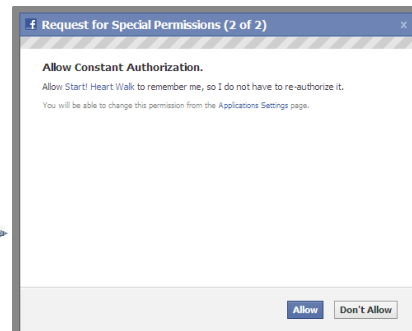 f Request for Special Permissions (2 of 2) x
Allow Constant Authorization.
Allow Start! Heart Walk to remember me, so I do not have to re-authorize it.
You will be able to change this permission from the Applications Settings page.
Allow Don't Allow